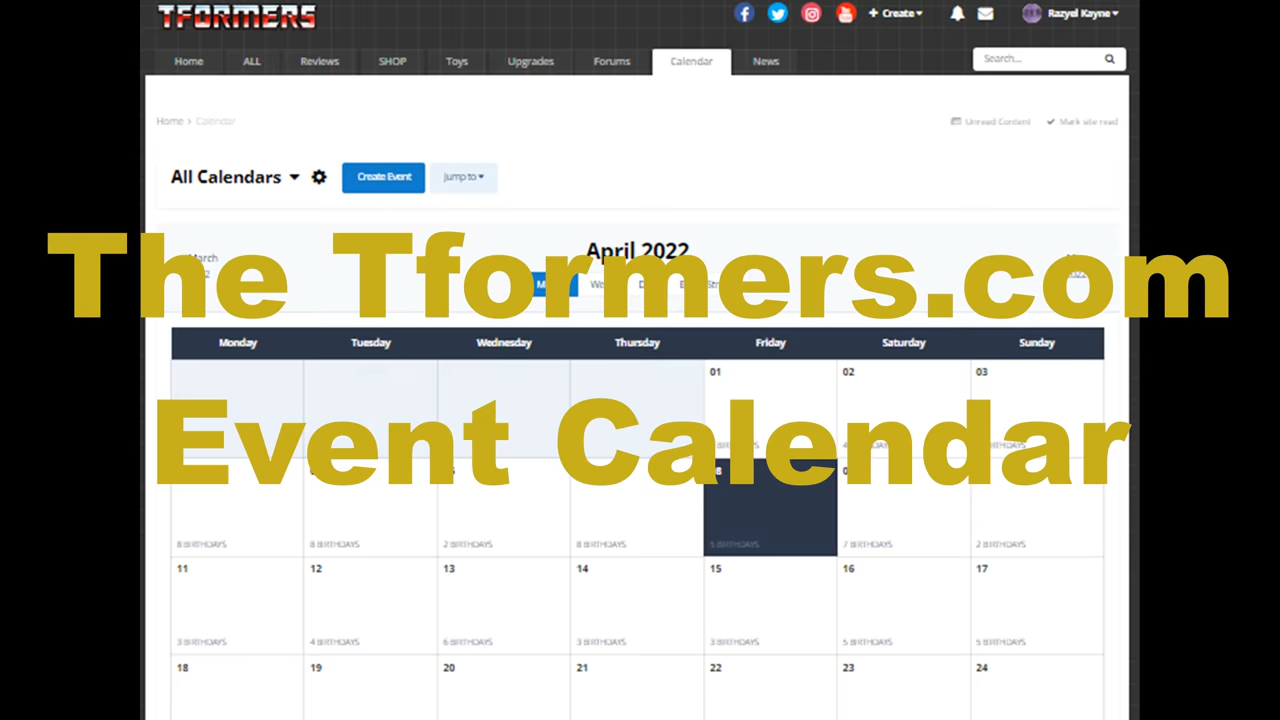 TFORMERS
Create
Razyel Kayne
Home ALL Reviews SHOP Toys Upgrades Forums Calendar News
Search...
Home > Calendar
Unread Content Mark site read
All Calendars Create Event Jump to
April 2022
The Tformers.com
Monday Tuesday Wednesday Thursday Friday Saturday Sunday
01 02 03
Event Calendar
8 BIRTHDAYS 8 BIRTHDAYS 2 BIRTHDAYS 8 BIRTHDAYS 5 BIRTHDAYS 7 BIRTHDAYS 2 BIRTHDAYS
11 12 13 14 15 16 17
3 BIRTHDAYS 4 BIRTHDAYS 6 BIRTHDAYS 3 BIRTHDAYS 3 BIRTHDAYS 5 BIRTHDAYS 5 BIRTHDAYS
18 19 20 21 22 23 24